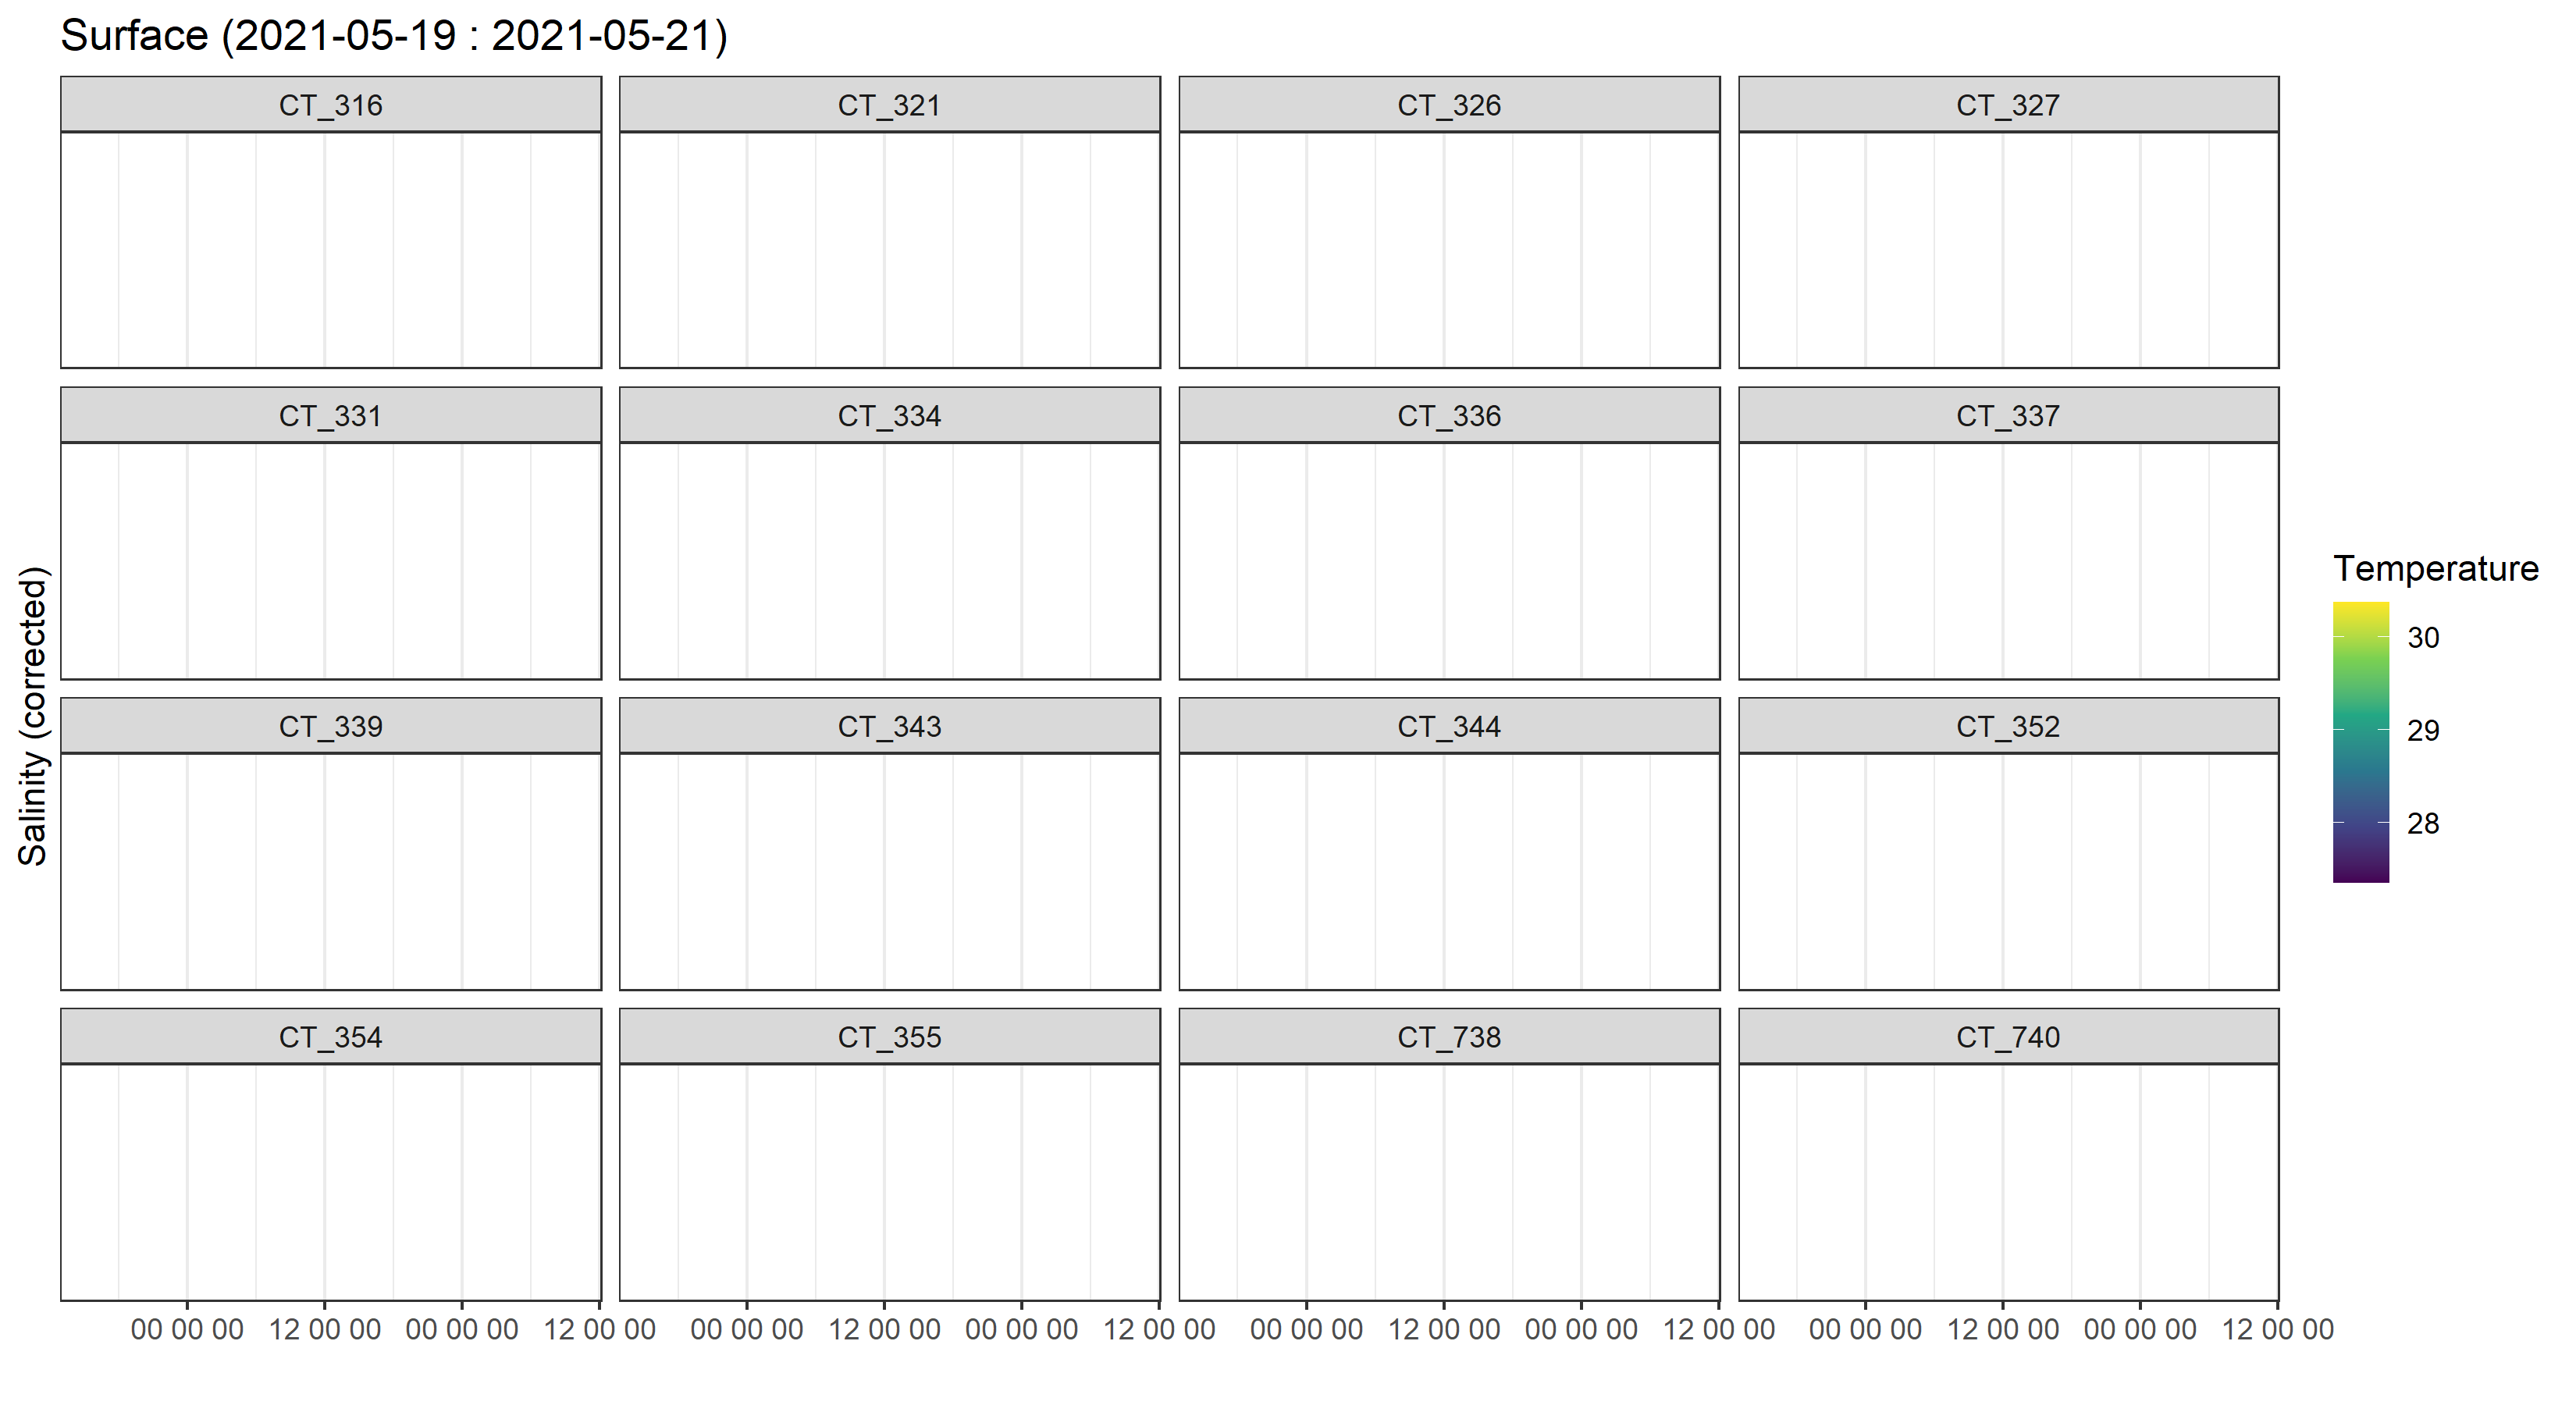 Surface (2021-05-19 : 2021-05-21)
CT_316 CT_321 CT_326 CT_327
CT_331 CT_334 CT_336 CT_337
CT_339 CT_343 CT_344 CT_352
CT_354 CT_355 CT_738 CT_740
Salinity (corrected)
00 00 00 12 00 00 00 00 00 12 00 00 00 00 00 12 00 00 00 00 00 12 00 00 00 00 00 12 00 00 00 00 00 12 00 00 00 00 00 12 00 00 00 00 00 12 00 00
Temperature
30
29
28